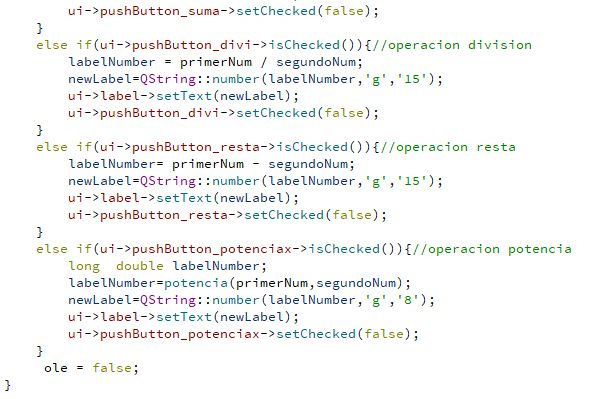 ui->pushButton_suma->setChecked(false);
}
else if(ui->pushButton_divi->isChecked()){//operacion division
labelNumber = primerNum / segundoNum;
newLabel=QString::number(labelNumber,'g','15');
ui->label->setText(newLabel);
ui->pushButton_divi->setChecked(false);
}
else if(ui->pushButton_resta->isChecked()){//operacion resta
labelNumber= primerNum - segundoNum;
newLabel=QString::number(labelNumber,'g','15');
ui->label->setText(newLabel);
ui->pushButton_resta->setChecked(false);
}
else if(ui->pushButton_potenciax->isChecked()){//operacion potencia
long  double labelNumber;
labelNumber=potencia(primerNum,segundoNum);
newLabel=QString::number(labelNumber,'g','8');
ui->label->setText(newLabel);
ui->pushButton_potenciax->setChecked(false);
}
ole = false;
}